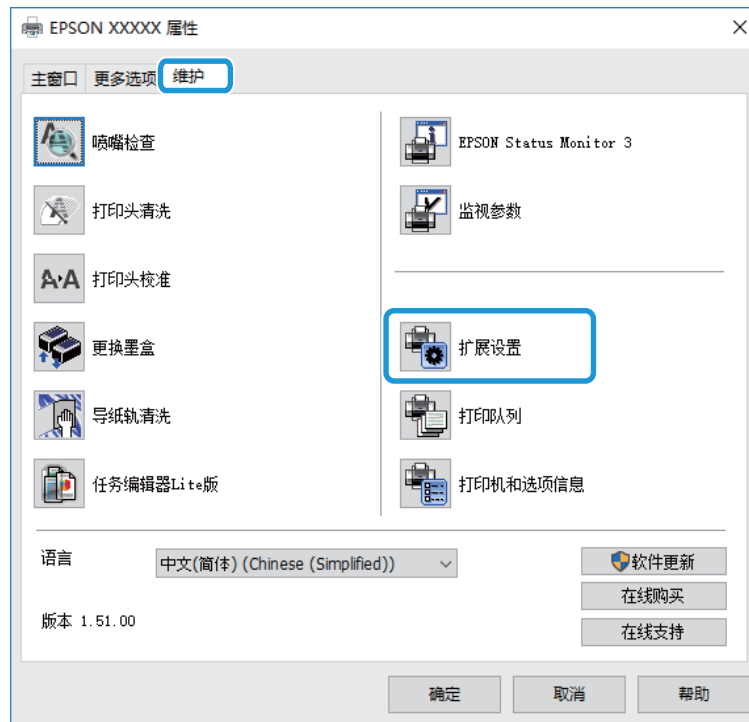 EPSON XXXXX 属性
主窗口 更多选项 维护
喷嘴检查
打印头清洗
A·A 打印头校准
更换墨盒
导纸轨清洗
任务编辑器Lite版
EPSON Status Monitor 3
监视参数
扩展设置
打印队列
打印机和选项信息
语言 中文(简体) (Chinese (Simplified))
版本 1.51.00
软件更新
在线购买
在线支持
确定 取消 帮助